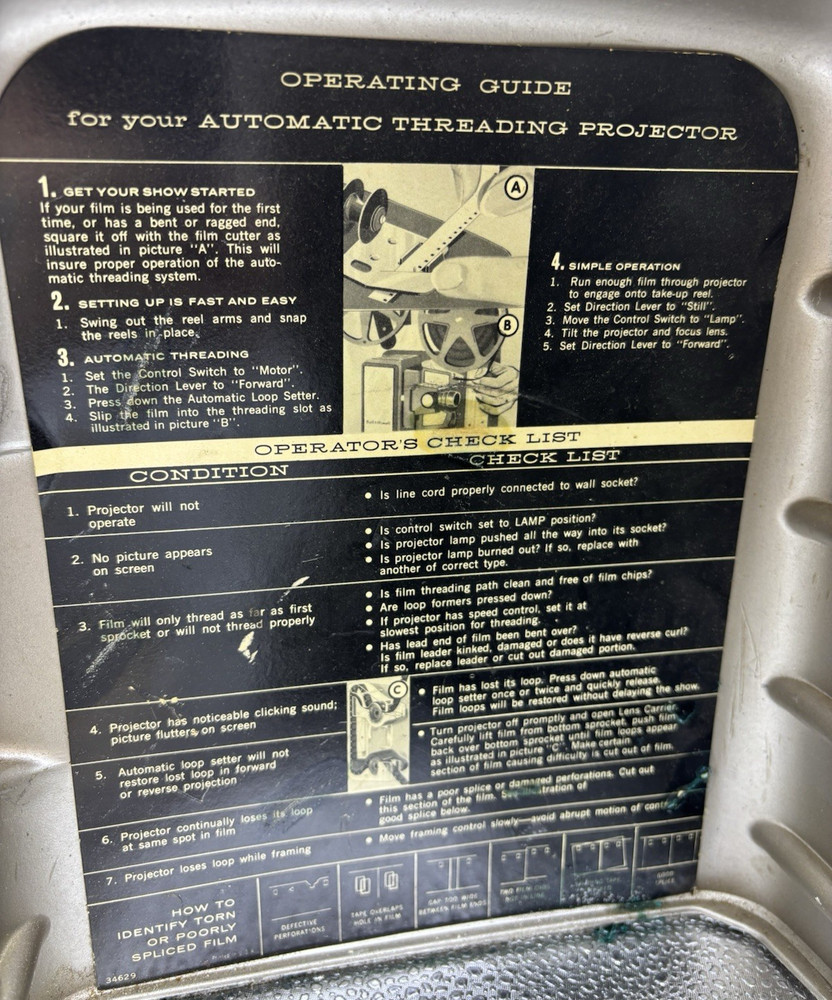 OPERATING GUIDE
for your AUTOMATIC THREADING PROJECTOR
1. GET YOUR SHOW STARTED
If your film is being used for the first
time, or has a bent or ragged end,
square it off with the film cutter as
illustrated in picture "A". This will
insure proper operation of the auto-
matic threading system.
2. SETTING UP IS FAST AND EASY
1. Swing out the reel arms and snap
the reels in place.
3. AUTOMATIC THREADING
1. Set the Control Switch to "Motor".
2. The Direction Lever to "Forward".
3. Press down the Automatic Loop Setter.
4. Slip the film into the threading slot as
illustrated in picture "B".
A
B
4. SIMPLE OPERATION
1. Run enough film through projector
to engage onto take-up reel.
2. Set Direction Lever to "Still".
3. Move the Control Switch to "Lamp".
4. Tilt the projector and focus lens.
5. Set Direction Lever to "Forward".
OPERATOR'S CHECK LIST
CONDITION
CHECK LIST
1. Projector will not
operate
• Is line cord properly connected to wall socket?
2. No picture appears
on screen
• Is control switch set to LAMP position?
• Is projector lamp pushed all the way into its socket?
• Is projector lamp burned out? If so, replace with
another of correct type.
3. Film will only thread as far as first
sprocket or will not thread properly
• Is film threading path clean and free of film chips?
• Are loop formers pressed down?
• If projector has speed control, set it at
slowest position for threading.
• Has lead end of film been bent over?
Is film leader kinked, damaged or does it have reverse curl?
If so, replace leader or cut out damaged portion.
4. Projector has noticeable clicking sound;
picture flutters on screen
C
• Film has lost its loop. Press down automatic
loop setter once or twice and quickly release.
Film loops will be restored without delaying the show.
5. Automatic loop setter will not
restore lost loop in forward
or reverse projection
• Turn projector off promptly and open Lens Carrier.
Carefully lift film from bottom sprocket, push film
back over bottom sprocket until film loops appear
as illustrated in picture "C". Make certain
section of film causing difficulty is cut out of film.
6. Projector continually loses its loop
at same spot in film
• Film has a poor splice or damaged perforations. Cut out
this section of the film. tration of
good splice below.
7. Projector loses loop while framing
• Move framing control slowly—avoid abrupt motion of
HOW TO
IDENTIFY TORN
OR POORLY
SPLICED FILM
DEFECTIVE
PERFORATIONS
TAPE OVERLAPS
HOLE IN FILM
GAP TOO WIDE
BETWEEN FILM ENDS
TWO FILM ENDS
NOT IN LINE
GOOD
SPLICE
34629